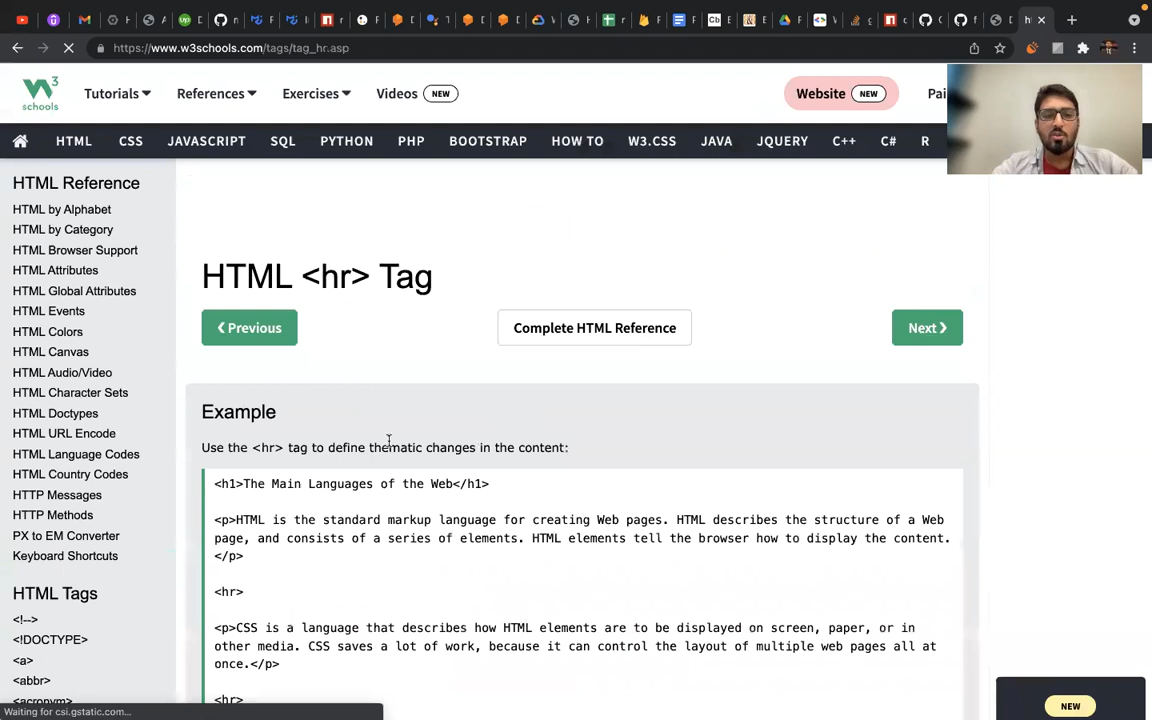 https://www.w3schools.com/tags/tag_hr.asp
schools
Tutorials
References
Exercises
Videos NEW
Website NEW
HTML
CSS
JAVASCRIPT
SQL
PYTHON
PHP
BOOTSTRAP
HOW TO
W3.CSS
JAVA
JQUERY
C++
C#
R
HTML Reference
HTML by Alphabet
HTML by Category
HTML Browser Support
HTML Attributes
HTML Global Attributes
HTML Events
HTML Colors
HTML Canvas
HTML Audio/Video
HTML Character Sets
HTML Doctypes
HTML URL Encode
HTML Language Codes
HTML Country Codes
HTTP Messages
HTTP Methods
PX to EM Converter
Keyboard Shortcuts
HTML Tags
<!-->
<!DOCTYPE>
<a>
<abbr>
<acronym>
HTML <hr> Tag
❮ Previous
Complete HTML Reference
Next ❯
Example
Use the <hr> tag to define thematic changes in the content:
<h1>The Main Languages of the Web</h1>
<p>HTML is the standard markup language for creating Web pages. HTML describes the structure of a Web
page, and consists of a series of elements. HTML elements tell the browser how to display the content.
</p>
<hr>
<p>CSS is a language that describes how HTML elements are to be displayed on screen, paper, or in
other media. CSS saves a lot of work, because it can control the layout of multiple web pages all at
once.</p>
<hr>
Waiting for csi.gstatic.com...
NEW